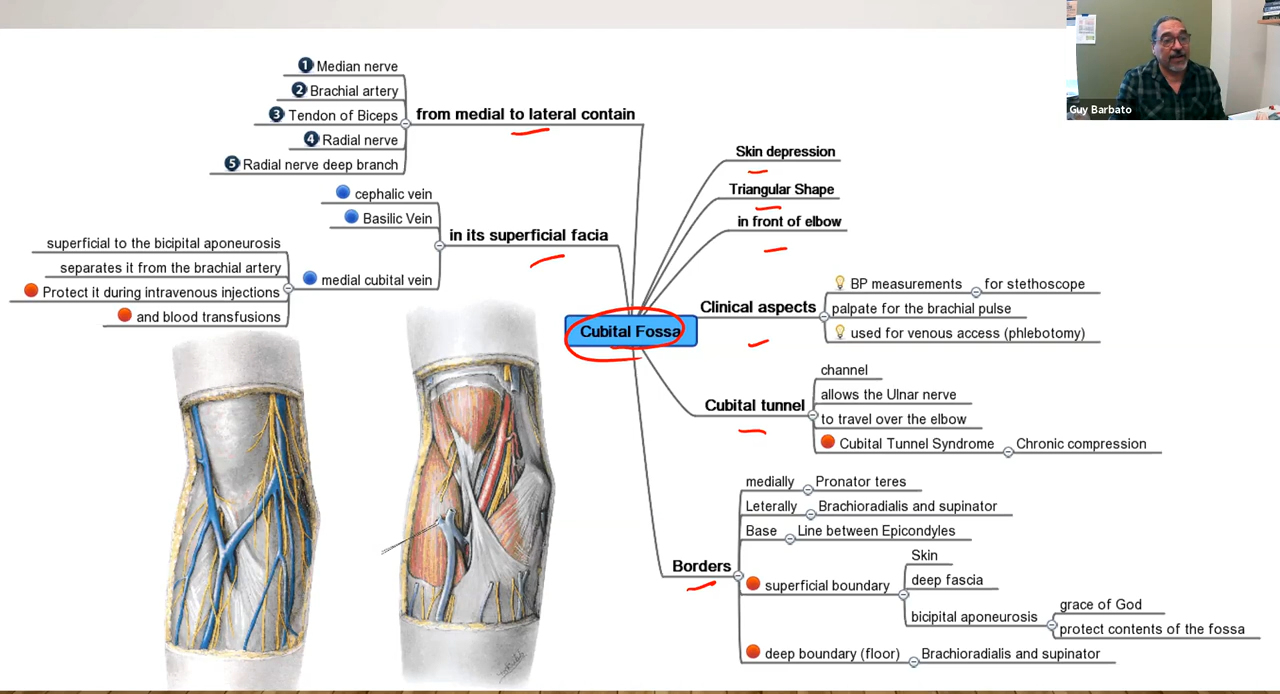 Guy Barbato
1 Median nerve
2 Brachial artery
3 Tendon of Biceps
4 Radial nerve
5 Radial nerve deep branch
from medial to lateral contain
cephalic vein
Basilic Vein
medial cubital vein
in its superficial facia
superficial to the bicipital aponeurosis
separates it from the brachial artery
Protect it during intravenous injections
and blood transfusions
Cubital Fossa
Skin depression
Triangular Shape
in front of elbow
Clinical aspects
BP measurements
for stethoscope
palpate for the brachial pulse
used for venous access (phlebotomy)
Cubital tunnel
channel
allows the Ulnar nerve
to travel over the elbow
Cubital Tunnel Syndrome
Chronic compression
Borders
medially
Pronator teres
Leterally
Brachioradialis and supinator
Base
Line between Epicondyles
superficial boundary
Skin
deep fascia
bicipital aponeurosis
grace of God
protect contents of the fossa
deep boundary (floor)
Brachioradialis and supinator